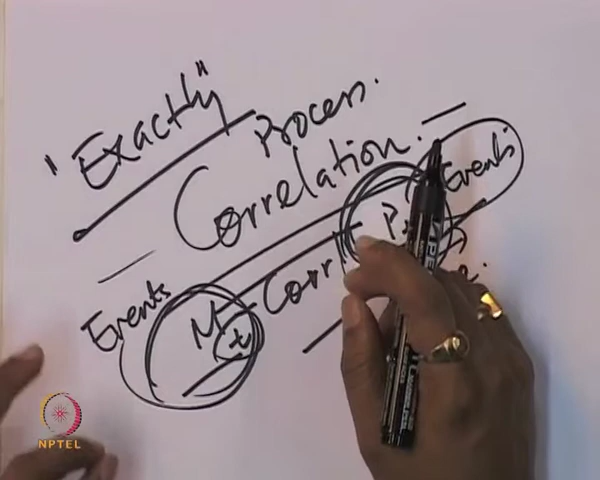 "Exactly"
Process.
Correlation.
Events
Events
M - Corr
(t)
P
NPTEL